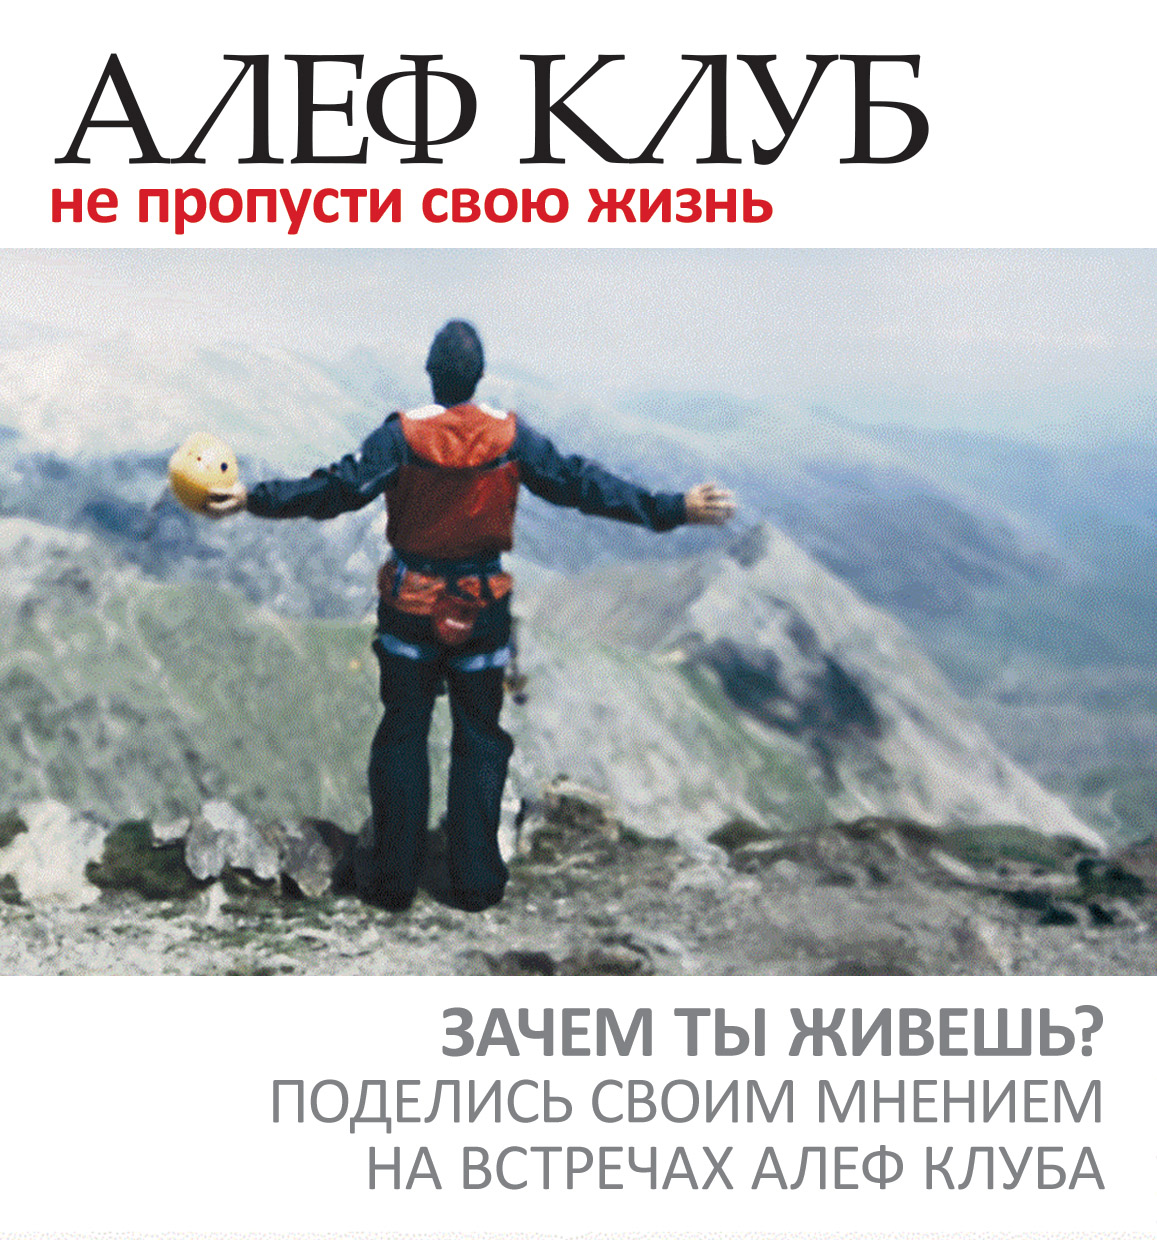 АЛЕФ КЛУБ
не пропусти свою жизнь
ЗАЧЕМ ТЫ ЖИВЕШЬ?
ПОДЕЛИСЬ СВОИМ МНЕНИЕМ
НА ВСТРЕЧАХ АЛЕФ КЛУБА